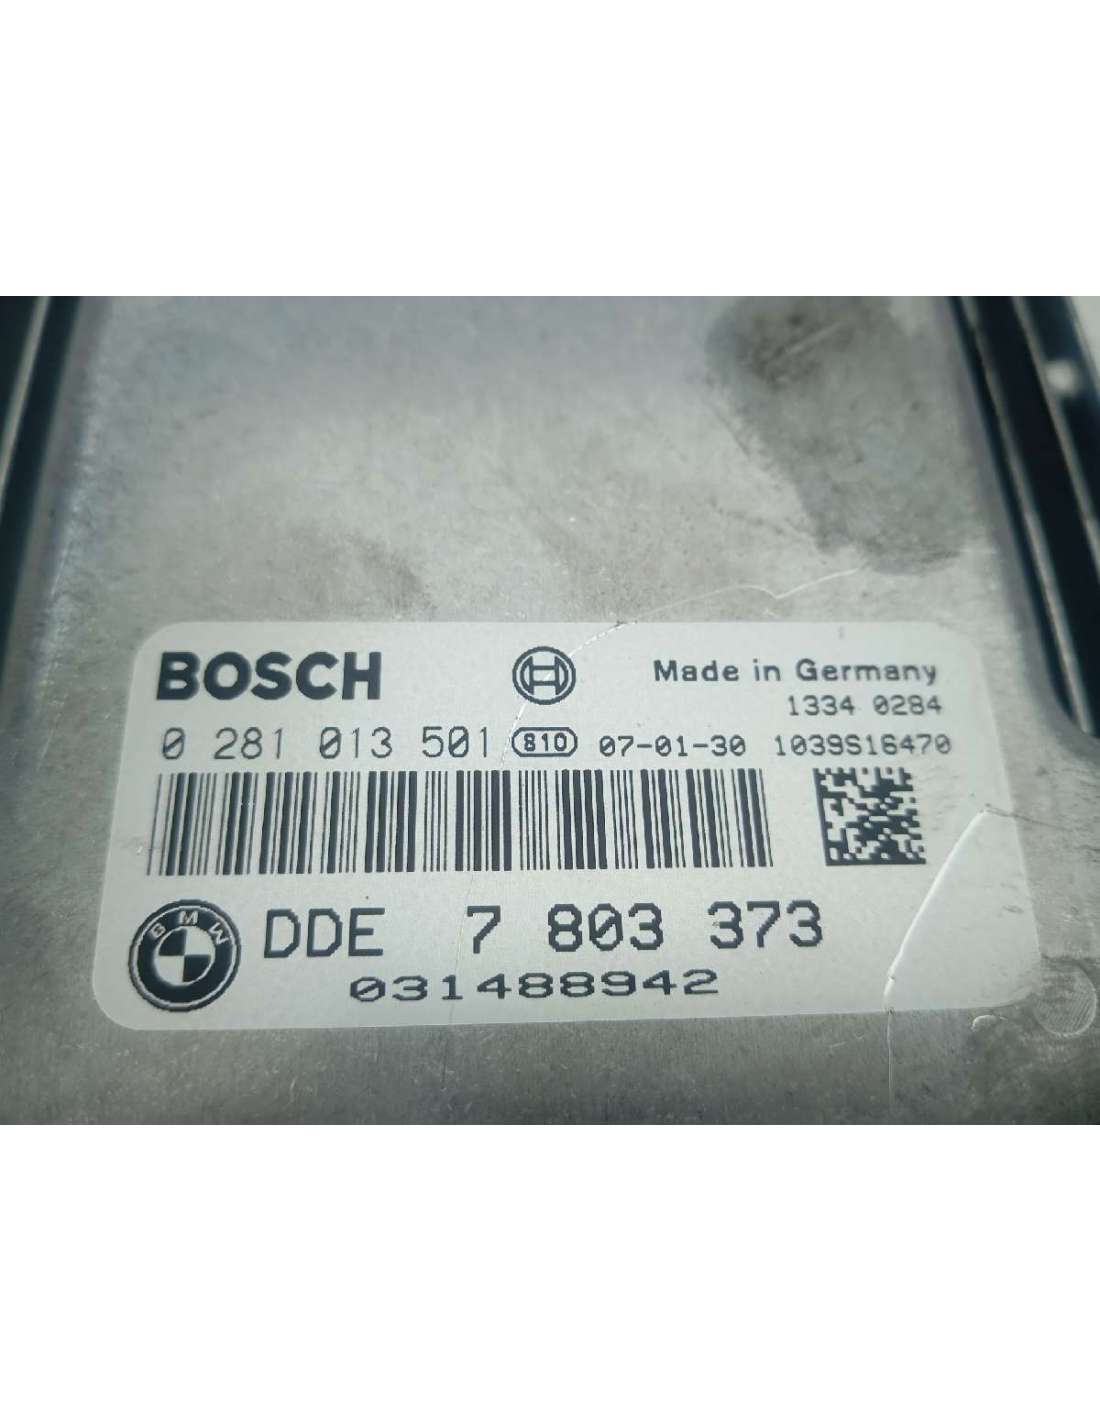 BOSCH Made in Germany
1334 0284
0 281 013 501 810 07-01-30 1039S16470
BMW DDE 7 803 373
031488942